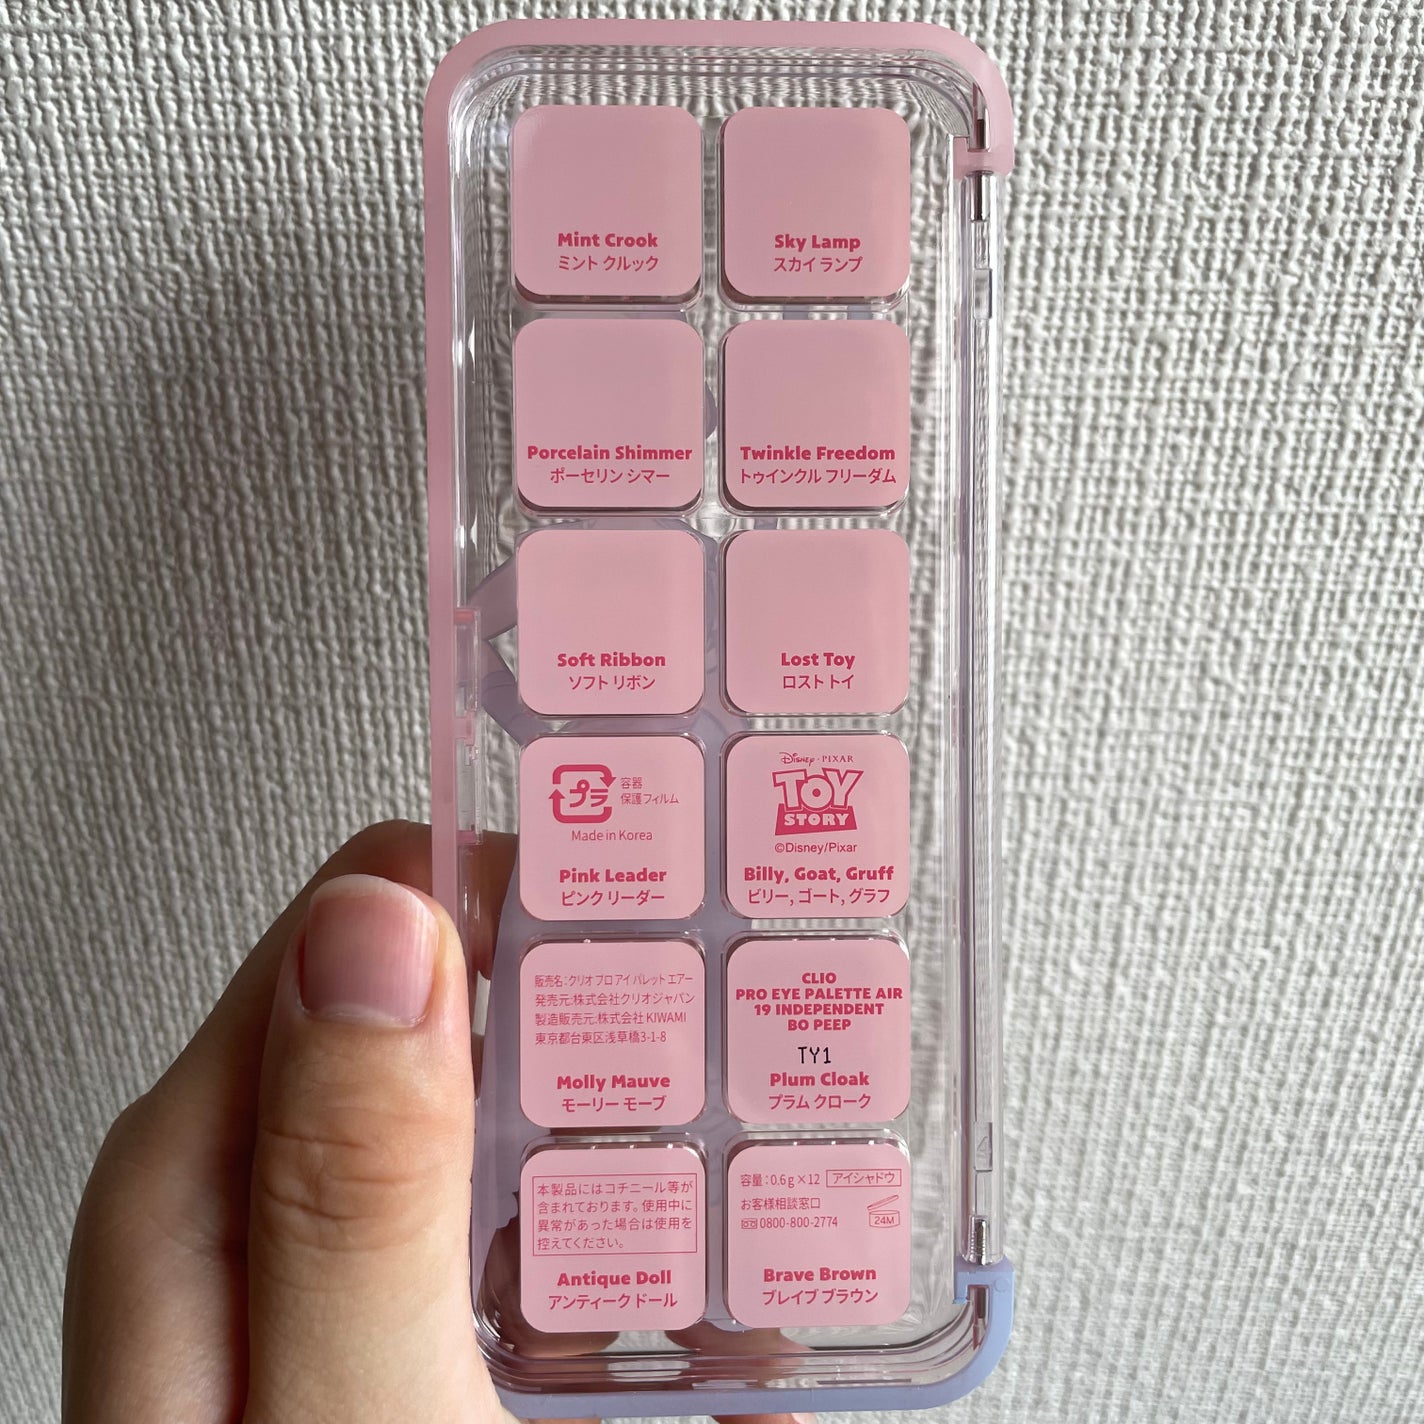 Mint Crook
ミント クルック
Sky Lamp
スカイ ランプ
Porcelain Shimmer
ポーセリン シマー
Twinkle Freedom
トゥインクル フリーダム
Soft Ribbon
ソフト リボン
Lost Toy
ロスト トイ
プラ
容器
保護フィルム
Made in Korea
Pink Leader
ピンク リーダー
Disney · PIXAR
TOY
STORY
©Disney/Pixar
Billy, Goat, Gruff
ビリー, ゴート, グラフ
販売名:クリオ プロ アイ パレット エアー
発売元:株式会社クリオジャパン
製造販売元:株式会社 KIWAMI
東京都台東区浅草橋3-1-8
Molly Mauve
モーリー モーブ
CLIO
PRO EYE PALETTE AIR
19 INDEPENDENT
BO PEEP
TY1
Plum Cloak
プラム クローク
本製品にはコチニール等が
含まれております。使用中に
異常があった場合は使用を
控えてください。
Antique Doll
アンティーク ドール
容量:0.6g×12 アイシャドウ
お客様相談窓口
0800-800-2774
24M
Brave Brown
ブレイブ ブラウン